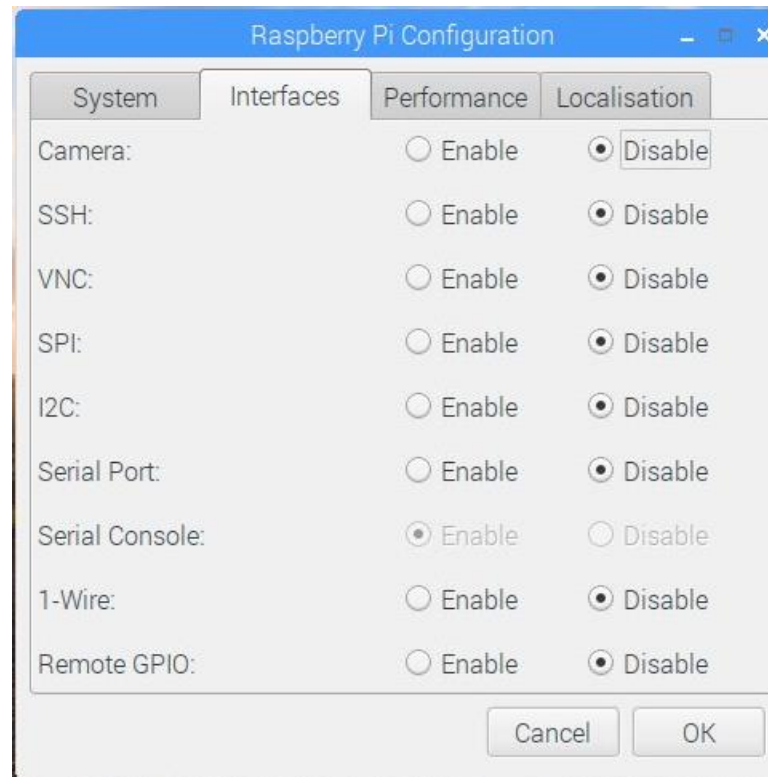 Raspberry Pi Configuration
System Interfaces Performance Localisation
Camera: Enable Disable
SSH: Enable Disable
VNC: Enable Disable
SPI: Enable Disable
I2C: Enable Disable
Serial Port: Enable Disable
Serial Console: Enable Disable
1-Wire: Enable Disable
Remote GPIO: Enable Disable
Cancel OK